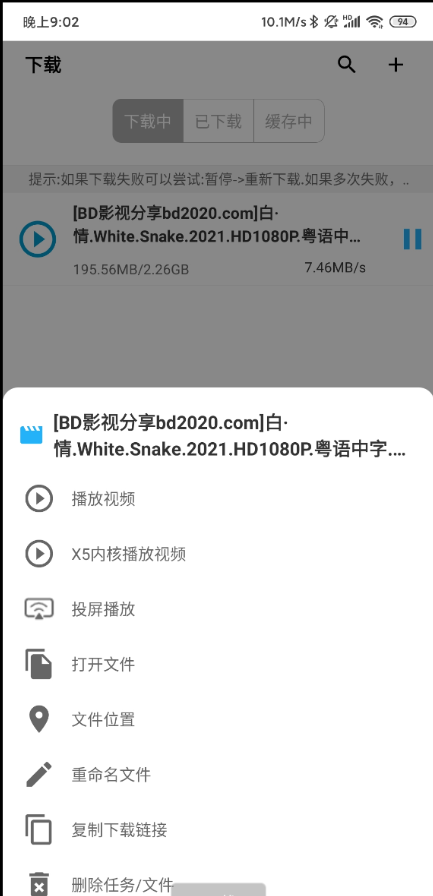 晚上9:02
10.1M/s
HD
94
下载
下载中
已下载
缓存中
提示:如果下载失败可以尝试:暂停->重新下载.如果多次失败，..
[BD影视分享bd2020.com]白·
情.White.Snake.2021.HD1080P.粤语中...
195.56MB/2.26GB
7.46MB/s
[BD影视分享bd2020.com]白·
情.White.Snake.2021.HD1080P.粤语中字....
播放视频
X5内核播放视频
投屏播放
打开文件
文件位置
重命名文件
复制下载链接
删除任务/文件